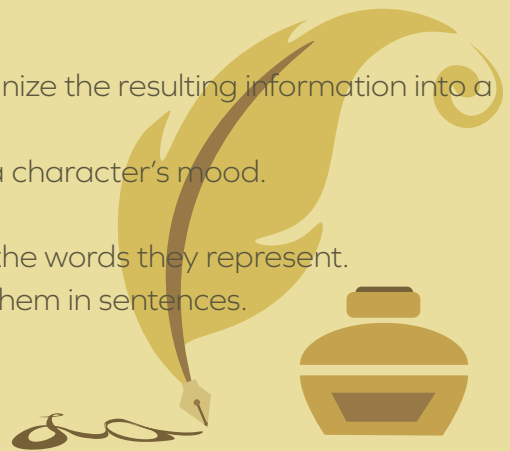 nize the resulting information into a
a character's mood.
the words they represent.
hem in sentences.